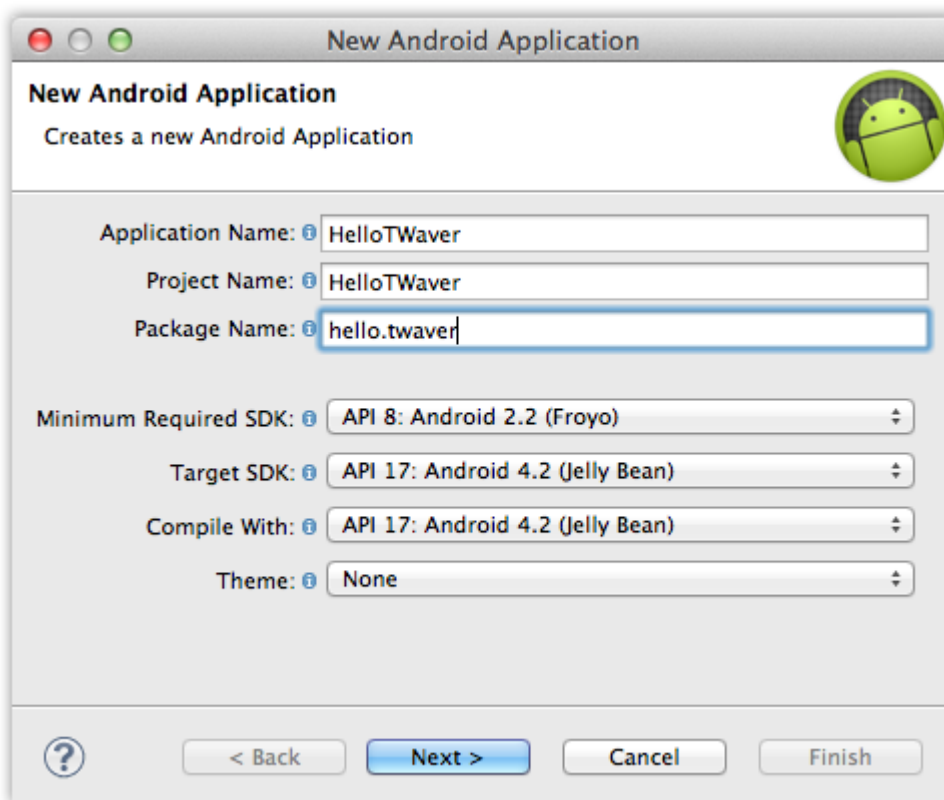 New Android Application
New Android Application
Creates a new Android Application
Application Name: HelloTWaver
Project Name: HelloTWaver
Package Name: hello.twaver
Minimum Required SDK: API 8: Android 2.2 (Froyo)
Target SDK: API 17: Android 4.2 (Jelly Bean)
Compile With: API 17: Android 4.2 (Jelly Bean)
Theme: None
? < Back Next > Cancel Finish